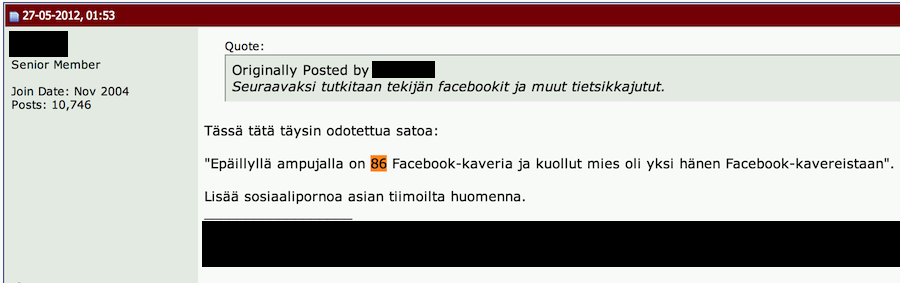 27-05-2012, 01:53
Senior Member
Join Date: Nov 2004
Posts: 10,746
Quote:
Originally Posted by
Seuraavaksi tutkitaan tekijän facebookit ja muut tietsikkajutut.
Tässä tätä täysin odotettua satoa:
"Epäillyllä ampujalla on 86 Facebook-kaveria ja kuollut mies oli yksi hänen Facebook-kavereistaan".
Lisää sosiaalipornoa asian tiimoilta huomenna.